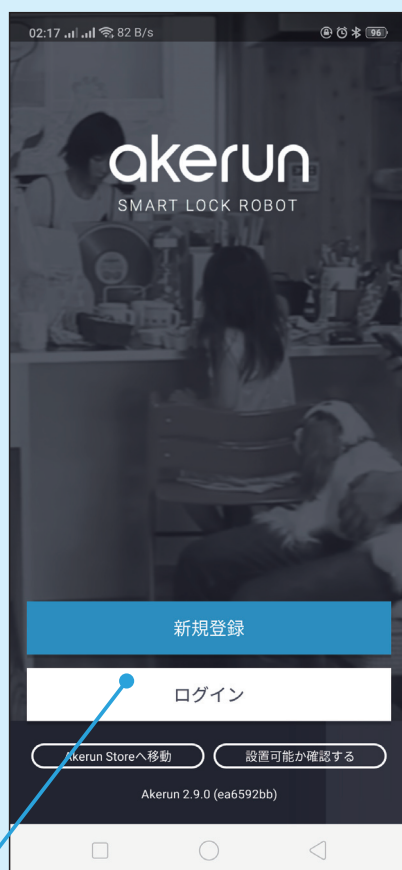 02:17 82 B/s 96
akerun
SMART LOCK ROBOT
新規登録
ログイン
Akerun Storeへ移動 設置可能か確認する
Akerun 2.9.0 (ea6592bb)